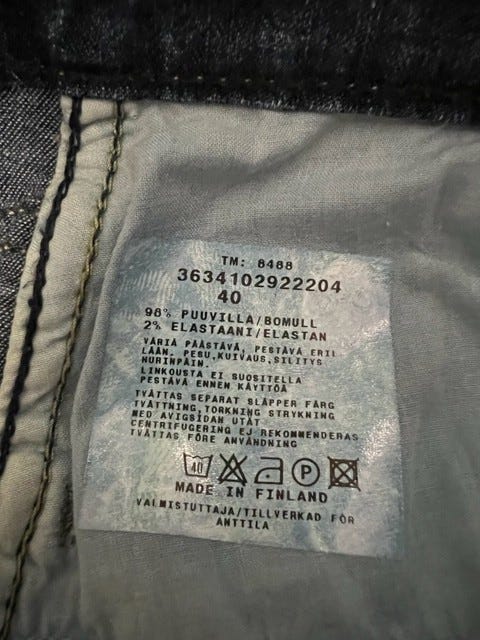 TM: 8488
3634102922204
40
98% PUUVILLA/BOMULL
2% ELASTAANI/ELASTAN
VÄRIÄ PÄÄSTÄVÄ, PESTÄVÄ ERIL
LÄÄN. PESU,KUIVAUS,SILITYS
NURINPÄIN.
LINKOUSTA EI SUOSITELLA
PESTÄVÄ ENNEN KÄYTTÖÄ
TVÄTTAS SEPARAT SLÄPPER FÄRG
TVÄTTNING,TORKNING STRYKNING
MED AVIGSIDAN UTÅT
CENTRIFUGERING EJ REKOMMENDERAS
TVÄTTAS FÖRE ANVÄNDNING
40 P
MADE IN FINLAND
VALMISTUTTAJA/TILLVERKAD FÖR
ANTTILA